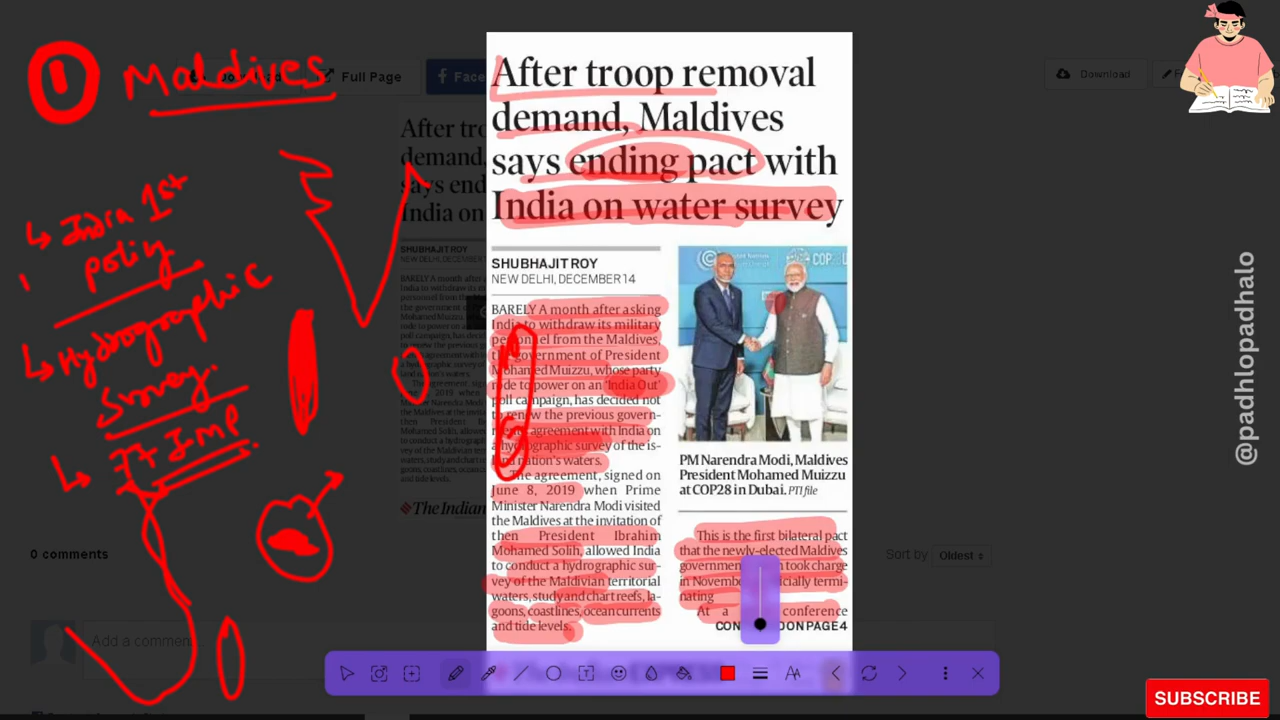 1 Maldives
↳ India 1st
policy
↳ Hydrographic
Survey.
↳ It Imp.
Full Page
Face
Download
After troop removal
demand, Maldives
says ending pact with
India on water survey
SHUBHAJIT ROY
NEW DELHI, DECEMBER 14
BARELY A month after asking
India to withdraw its military
personnel from the Maldives,
the government of President
Mohamed Muizzu, whose party
rode to power on an 'India Out'
poll campaign, has decided not
to renew the previous govern-
ment's agreement with India on
a hydrographic survey of the is-
land nation's waters.
The agreement, signed on
June 8, 2019 when Prime
Minister Narendra Modi visited
the Maldives at the invitation of
then President Ibrahim
Mohamed Solih, allowed India
to conduct a hydrographic sur-
vey of the Maldivian territorial
waters, study and chart reefs, la-
goons, coastlines, ocean currents
and tide levels.
PM Narendra Modi, Maldives
President Mohamed Muizzu
at COP28 in Dubai. PTI file
This is the first bilateral pact
that the newly-elected Maldives
government took charge
in November officially termi-
nating
At a conference
CON ON PAGE 4
The Indian
0 comments
Sort by Oldest
Add a comment
@padhlopadhalo
SUBSCRIBE